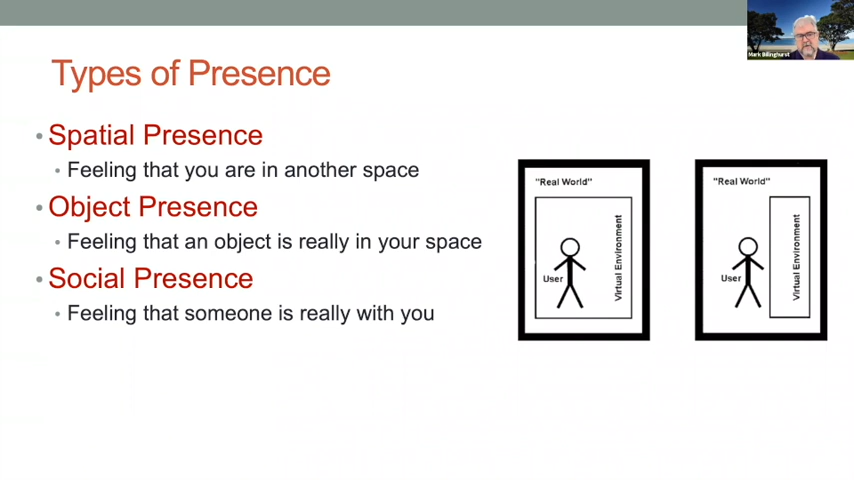 Mark Billinghurst
Types of Presence
• Spatial Presence
• Feeling that you are in another space
• Object Presence
• Feeling that an object is really in your space
• Social Presence
• Feeling that someone is really with you
"Real World"
User
Virtual Environment
"Real World"
User
Virtual Environment